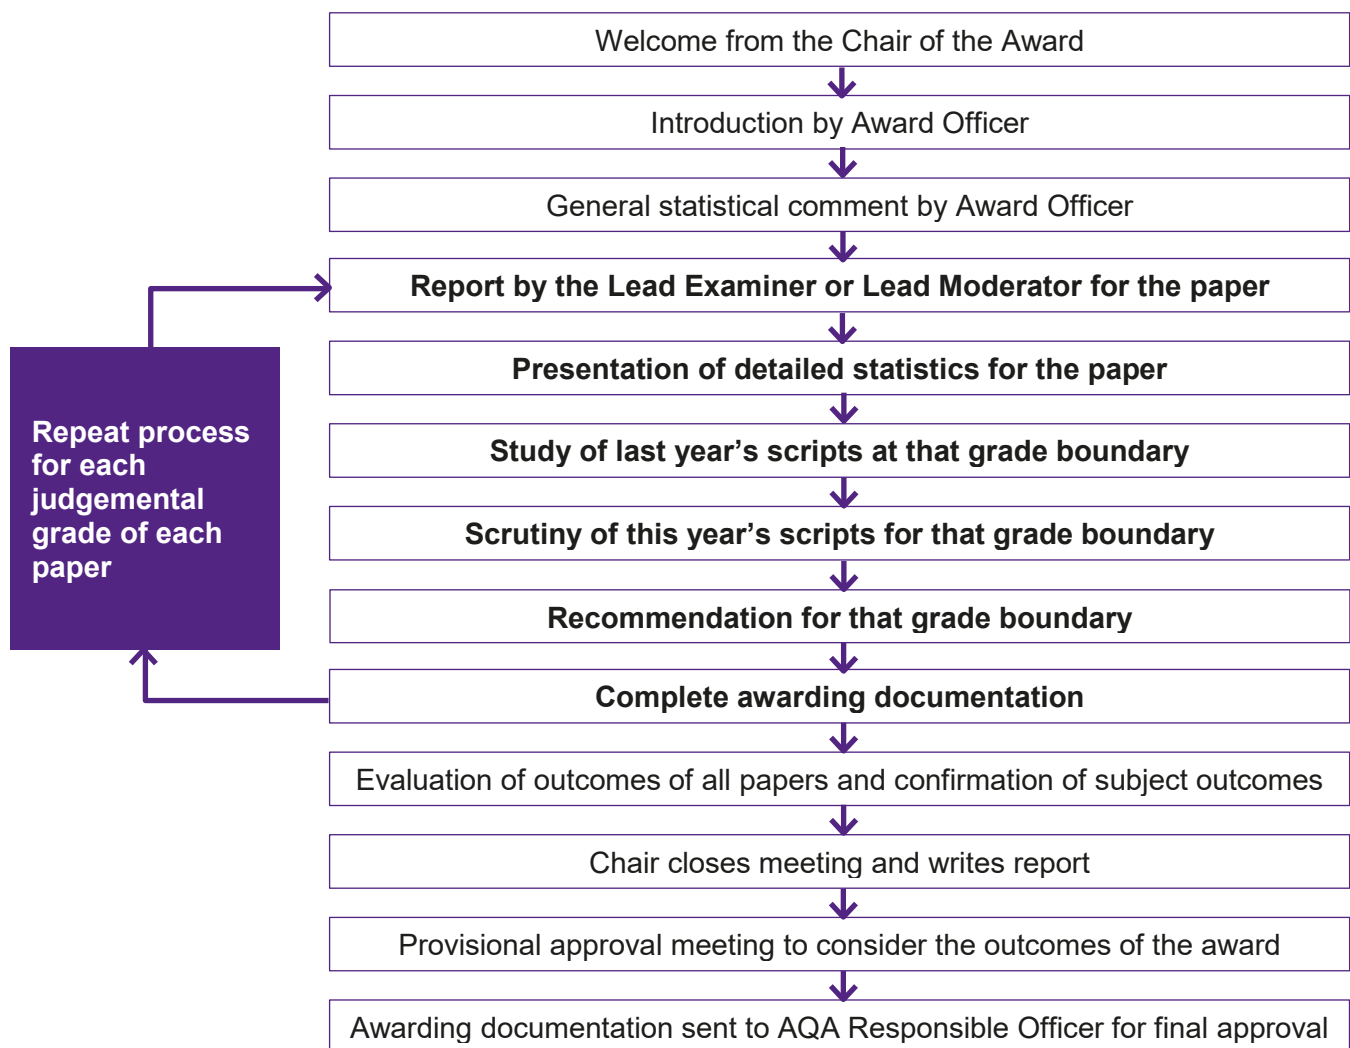 Welcome from the Chair of the Award
Introduction by Award Officer
General statistical comment by Award Officer
Report by the Lead Examiner or Lead Moderator for the paper
Presentation of detailed statistics for the paper
Study of last year’s scripts at that grade boundary
Scrutiny of this year’s scripts for that grade boundary
Recommendation for that grade boundary
Complete awarding documentation
Repeat process
for each
judgemental
grade of each
paper
Evaluation of outcomes of all papers and confirmation of subject outcomes
Chair closes meeting and writes report
Provisional approval meeting to consider the outcomes of the award
Awarding documentation sent to AQA Responsible Officer for final approval